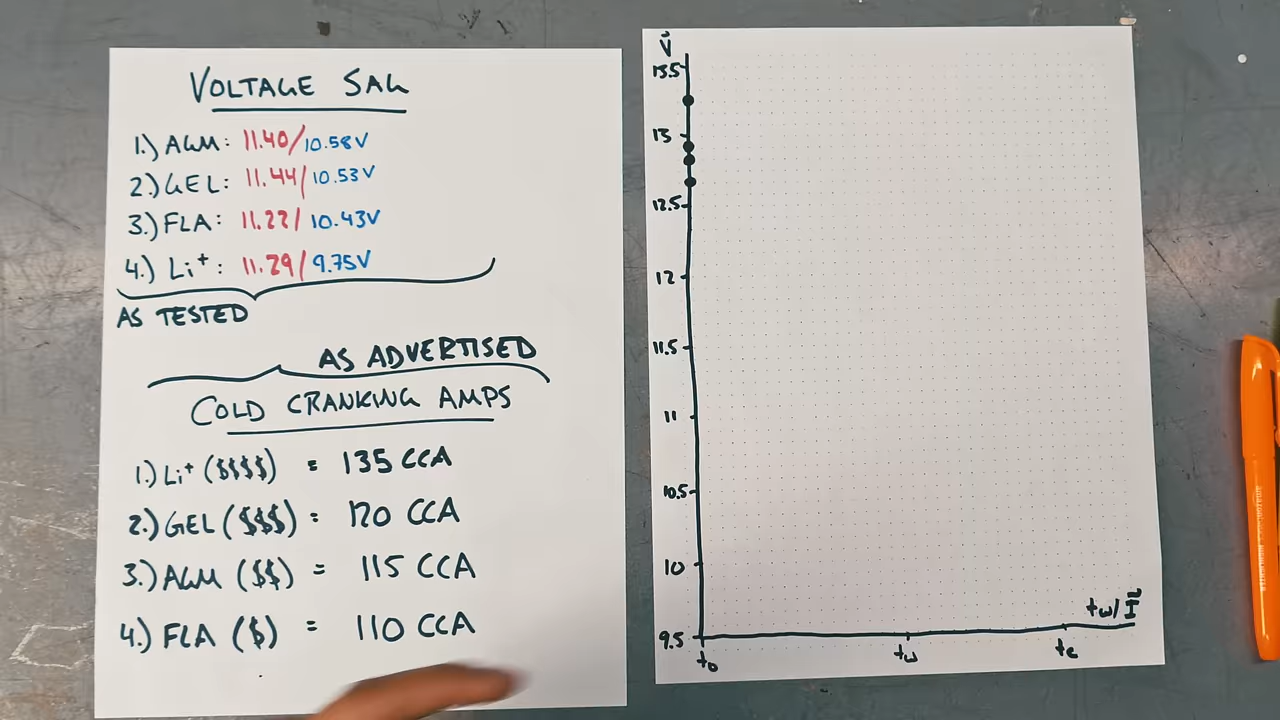 VOLTAGE SAG
1.) AGM: 11.40/10.58V
2.) GEL: 11.44/10.53V
3.) FLA: 11.22/10.43V
4.) Li+: 11.29/9.75V
AS TESTED
AS ADVERTISED
COLD CRANKING AMPS
1.) Li+ ($$$$) = 135 CCA
2.) GEL ($$$) = 120 CCA
3.) AGM ($$) = 115 CCA
4.) FLA ($) = 110 CCA
V
13.5
13
12.5
12
11.5
11
10.5
10
9.5
tw/I
t0
tw
tc